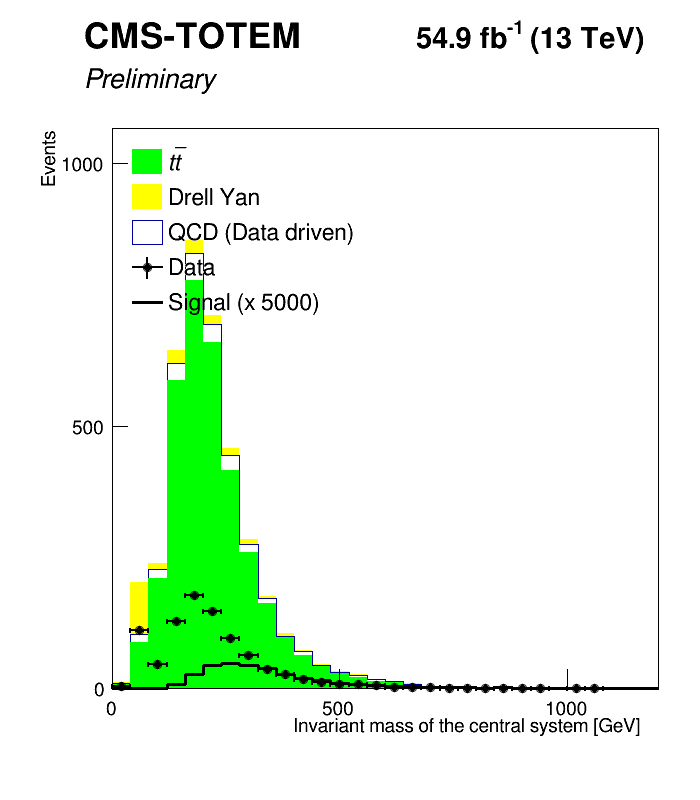 CMS-TOTEM 54.9 fb⁻¹ (13 TeV)
Preliminary
Events
1000
tt̅
Drell Yan
QCD (Data driven)
Data
Signal (x 5000)
500
0
0 500 1000
Invariant mass of the central system [GeV]